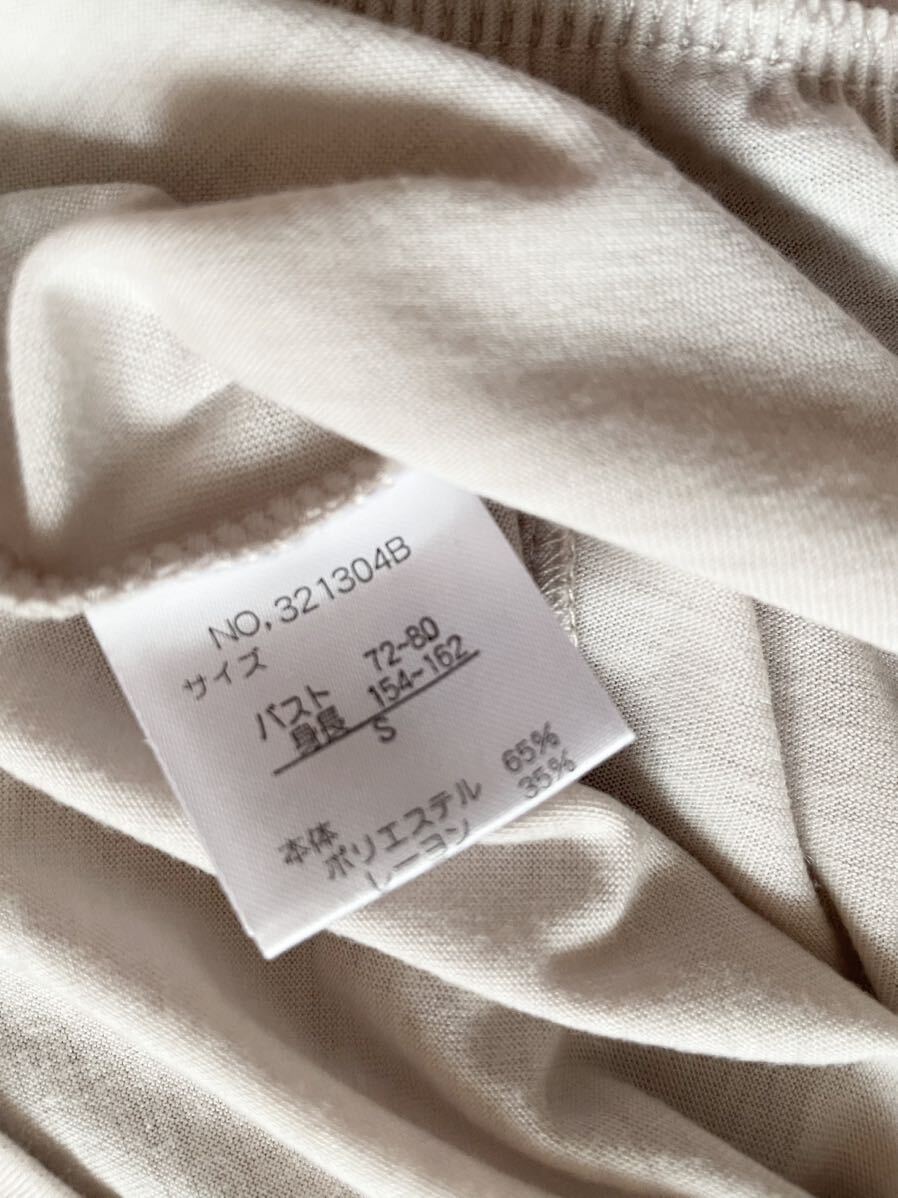 NO,321304B
サイズ
バスト 72-80
身長 154-162
S
本体
ポリエステル 65%
レーヨン 35%